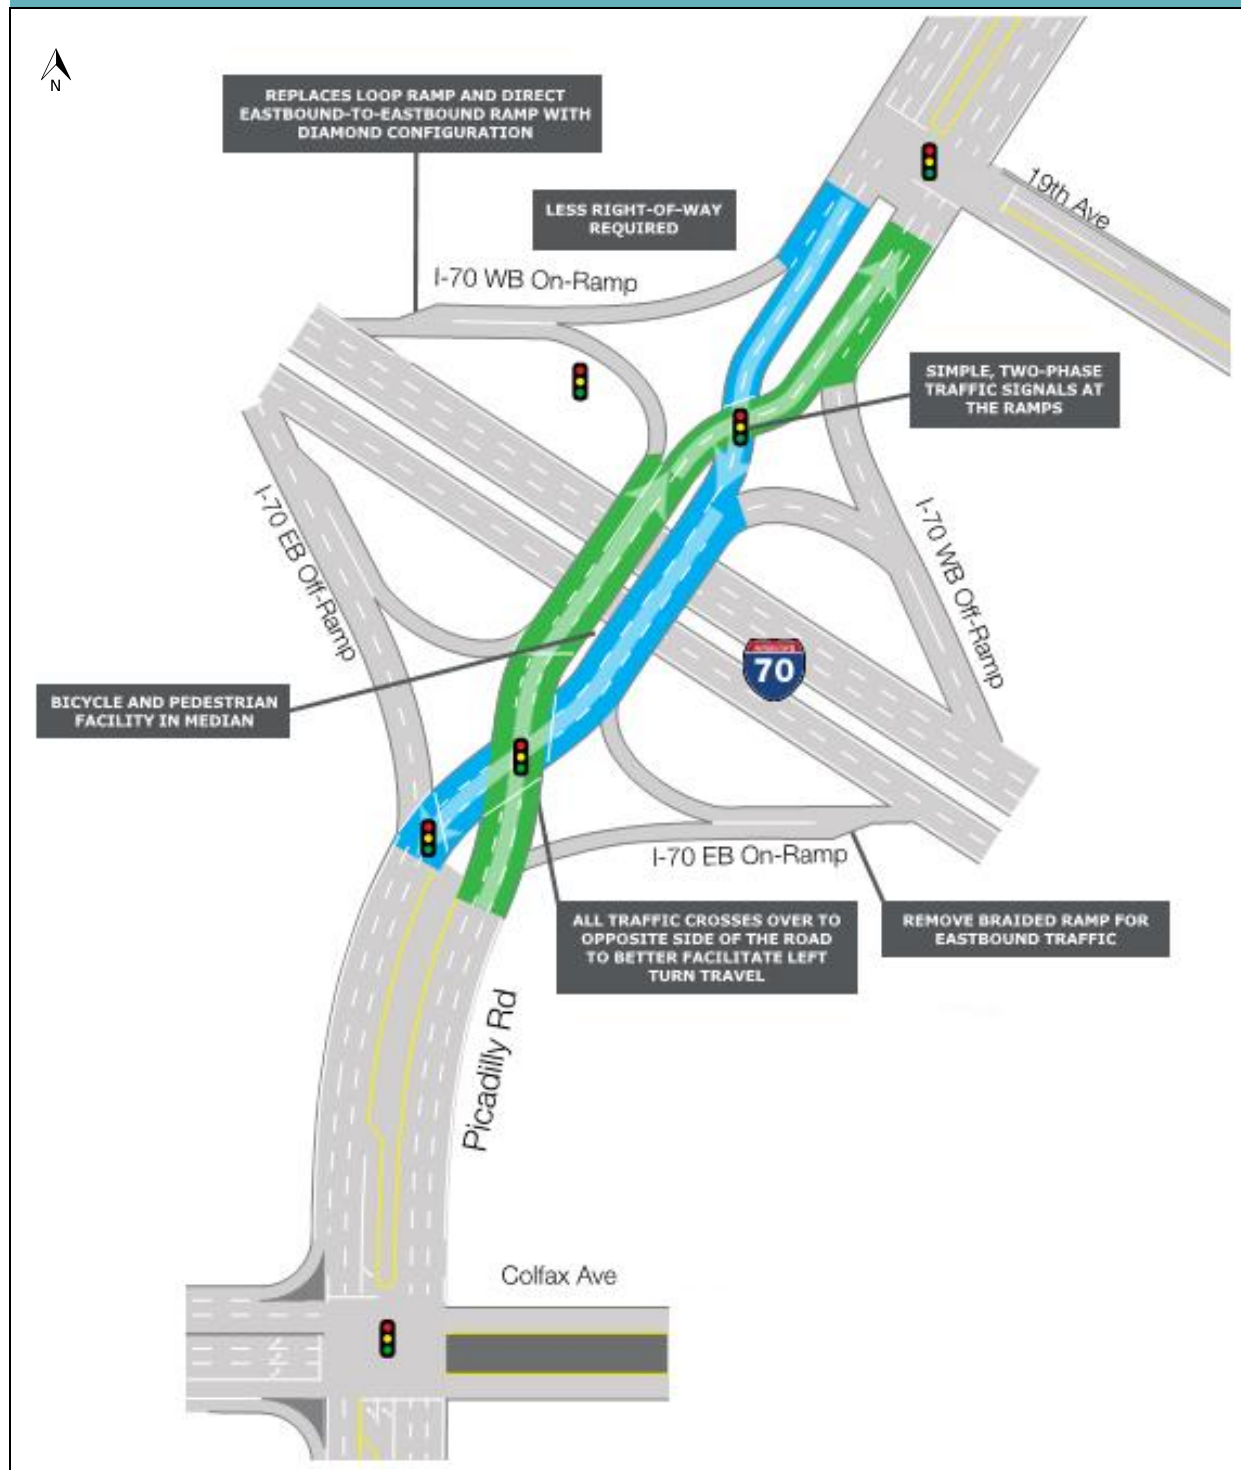 N
REPLACES LOOP RAMP AND DIRECT
EASTBOUND-TO-EASTBOUND RAMP WITH
DIAMOND CONFIGURATION
LESS RIGHT-OF-WAY
REQUIRED
19th Ave
I-70 WB On-Ramp
SIMPLE, TWO-PHASE
TRAFFIC SIGNALS AT
THE RAMPS
I-70 EB Off-Ramp
I-70 WB Off-Ramp
70
BICYCLE AND PEDESTRIAN
FACILITY IN MEDIAN
I-70 EB On-Ramp
ALL TRAFFIC CROSSES OVER TO
OPPOSITE SIDE OF THE ROAD
TO BETTER FACILITATE LEFT
TURN TRAVEL
REMOVE BRAIDED RAMP FOR
EASTBOUND TRAFFIC
Picadilly Rd
Colfax Ave